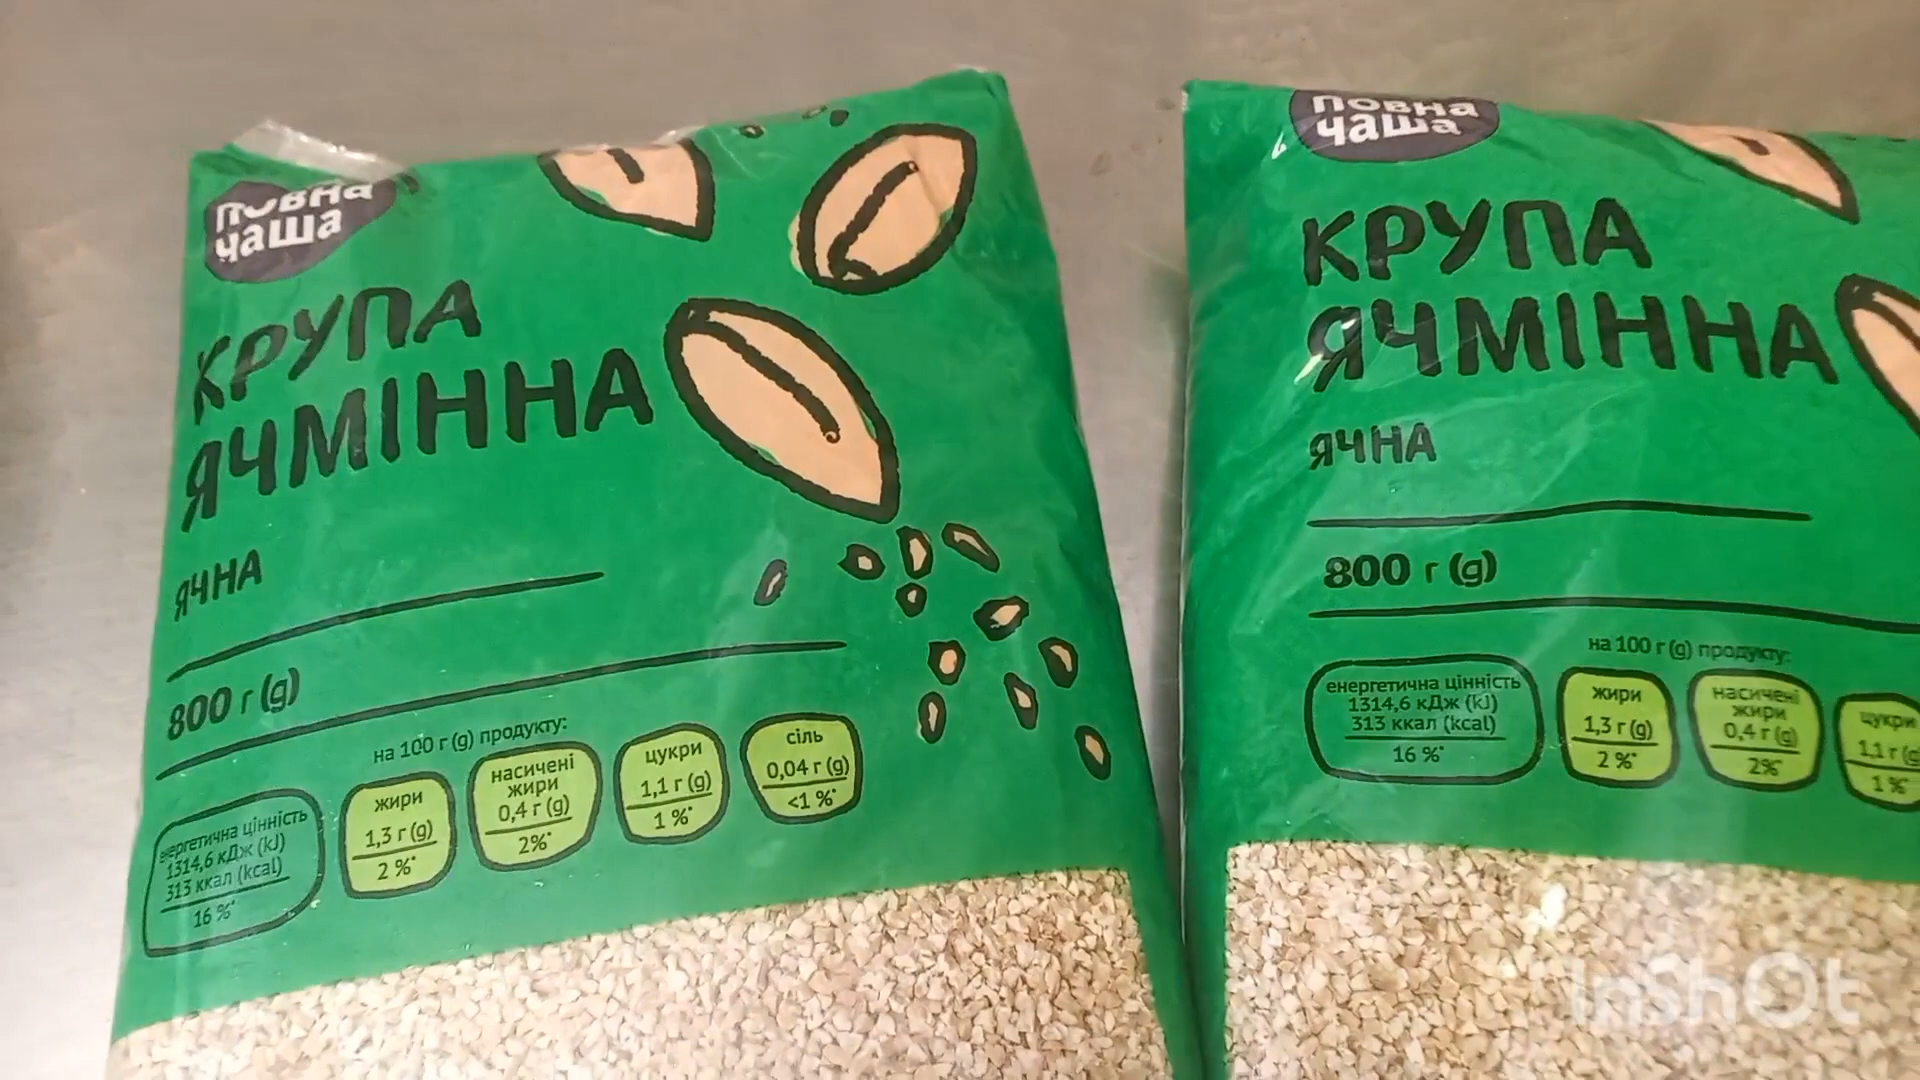 повна
чаша
КРУПА
ЯЧМІННА
ЯЧНА
800 г (g)
на 100 г (g) продукту:
енергетична цінність
1314,6 кДж (kJ)
313 ккал (kcal)
16 %*
жири
1,3 г (g)
2 %*
насичені
жири
0,4 г (g)
2%*
цукри
1,1 г (g)
1 %*
сіль
0,04 г (g)
<1 %*
повна
чаша
КРУПА
ЯЧМІННА
ЯЧНА
800 г (g)
на 100 г (g) продукту:
енергетична цінність
1314,6 кДж (kJ)
313 ккал (kcal)
16 %*
жири
1,3 г (g)
2 %*
насичені
жири
0,4 г (g)
2%*
цукри
1,1 г (g
1 %*
InShOt